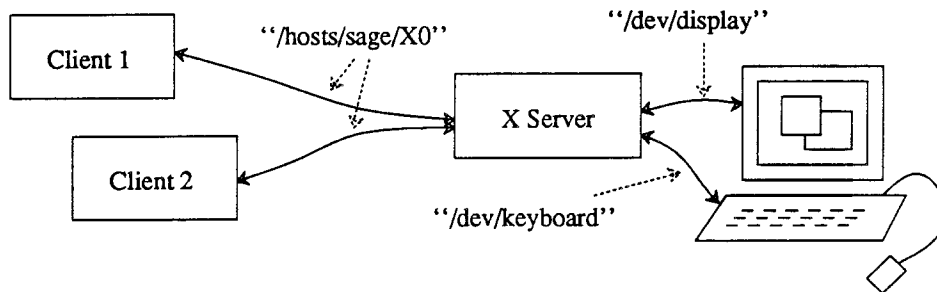 ‘‘/hosts/sage/X0’’
‘‘/dev/display’’
Client 1
X Server
Client 2
‘‘/dev/keyboard’’